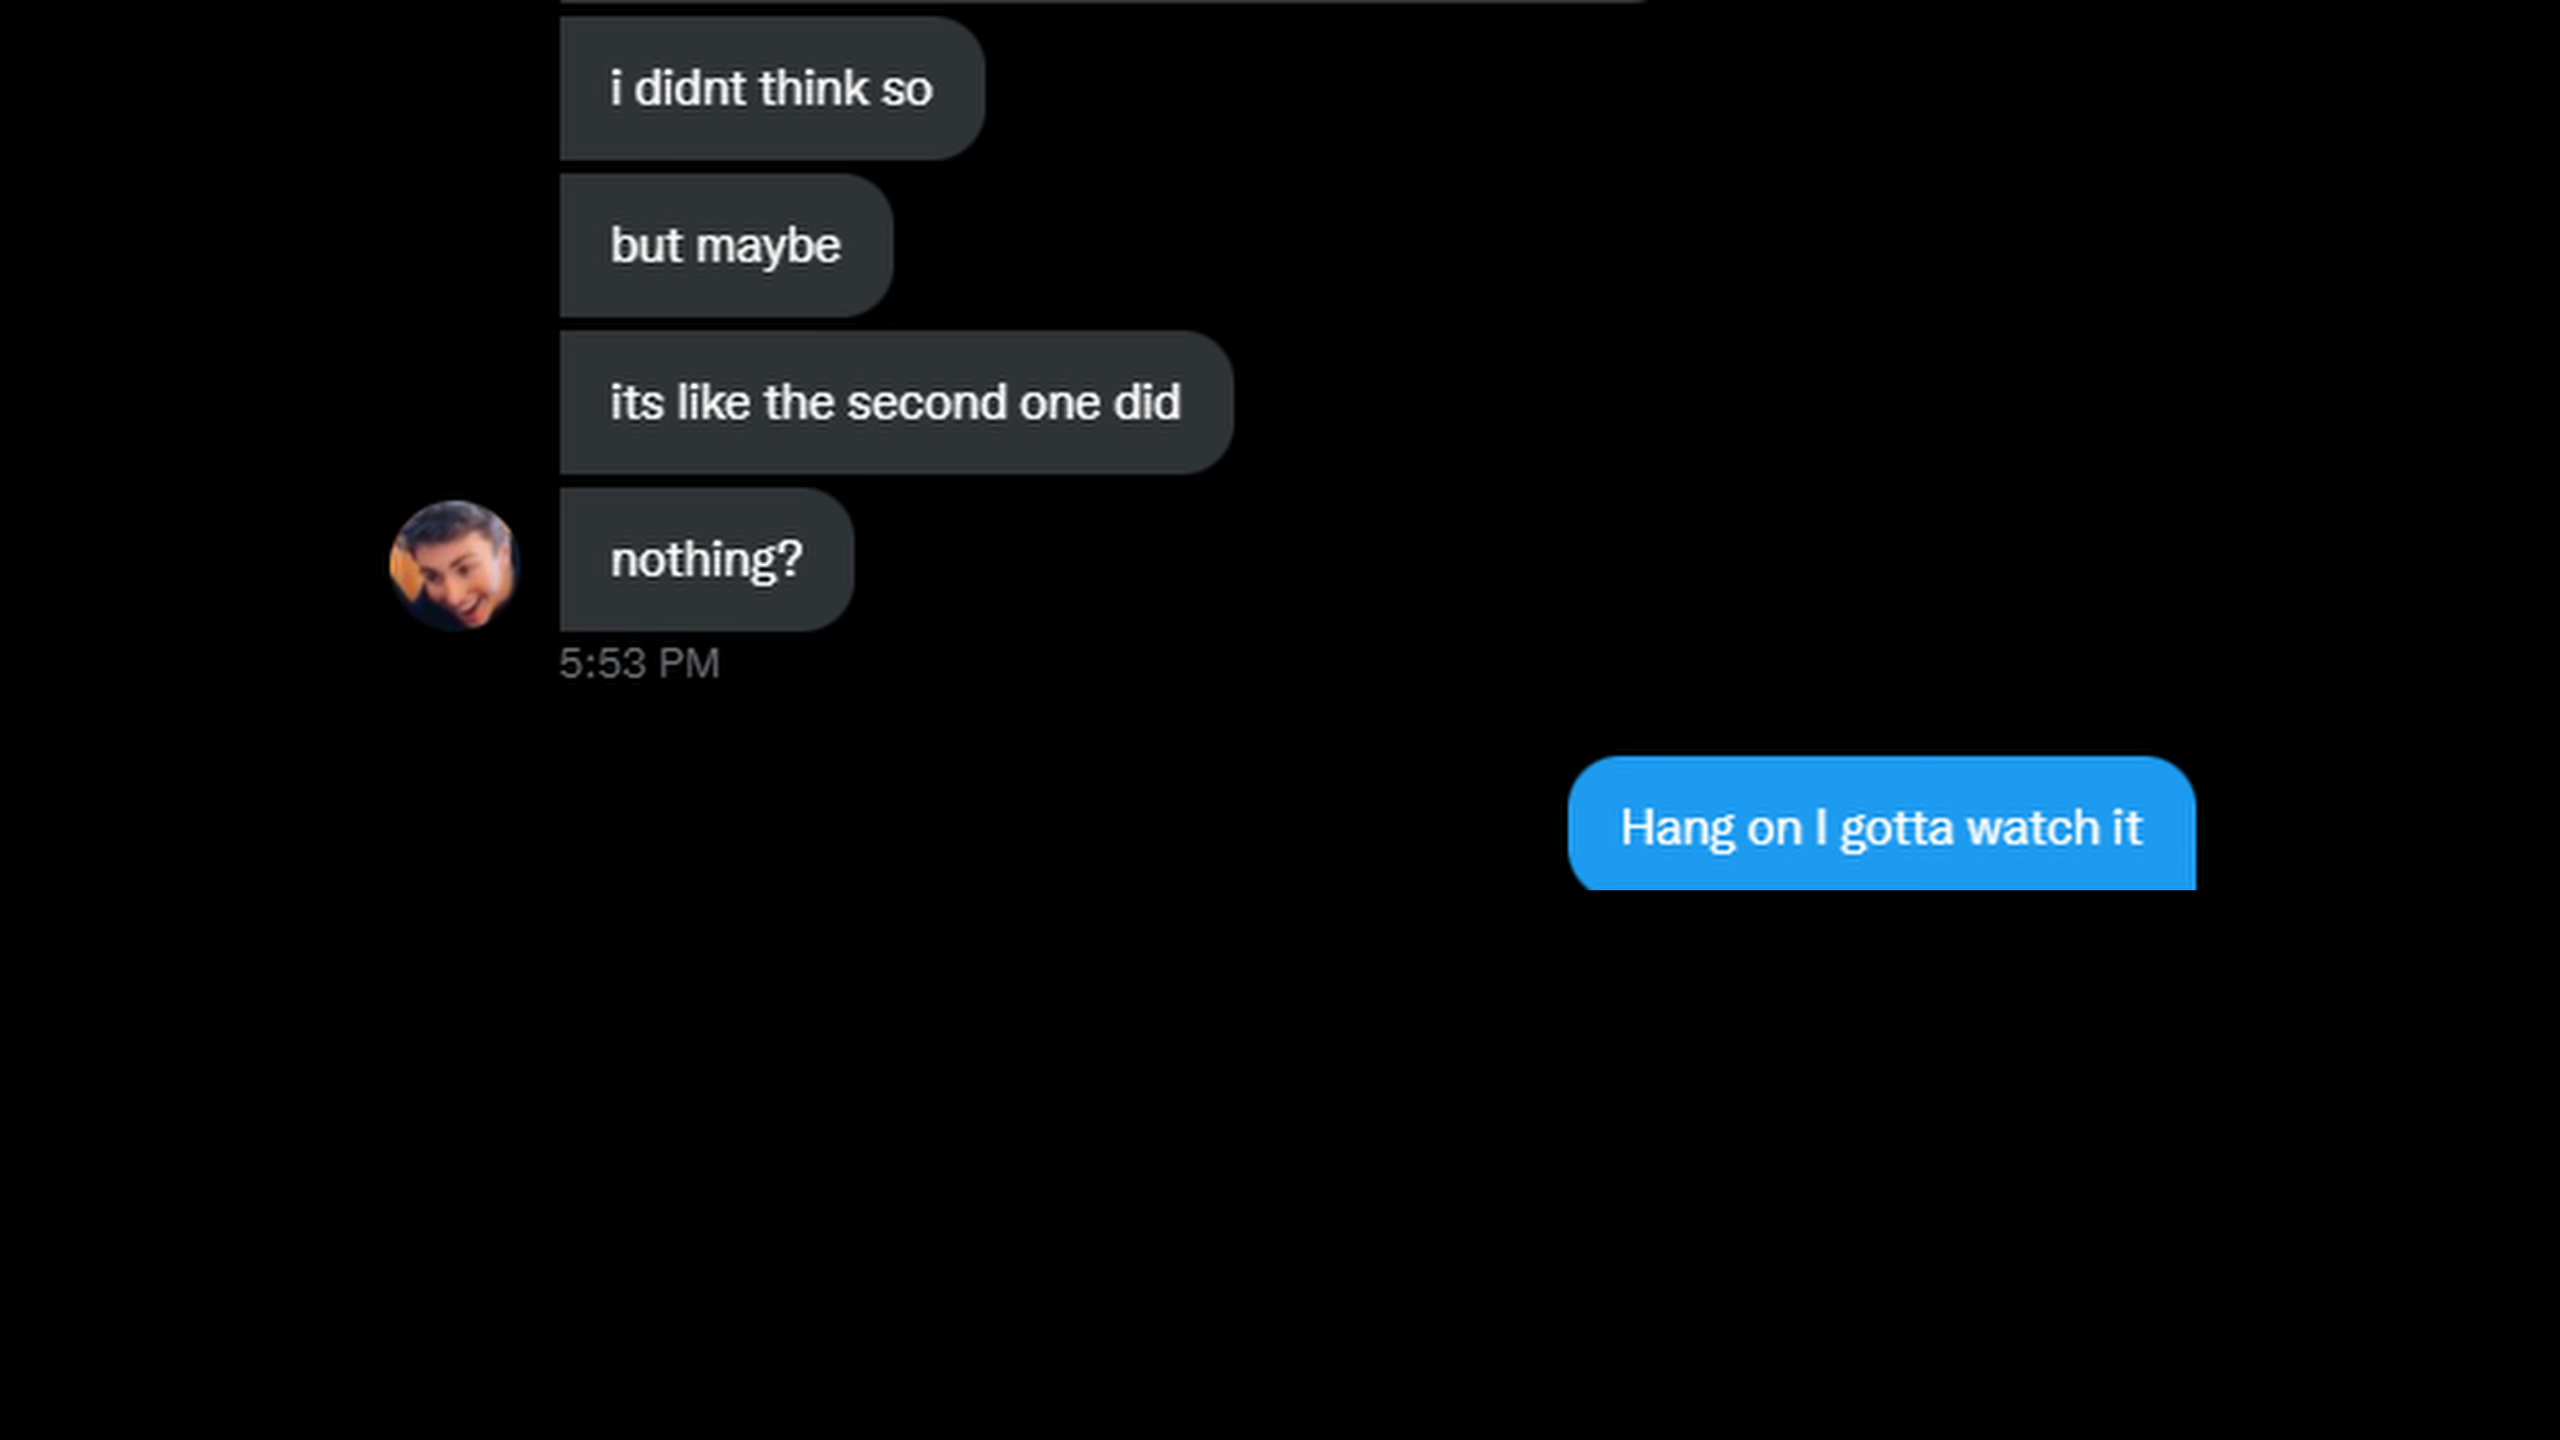 i didnt think so
but maybe
its like the second one did
nothing?
5:53 PM
Hang on I gotta watch it